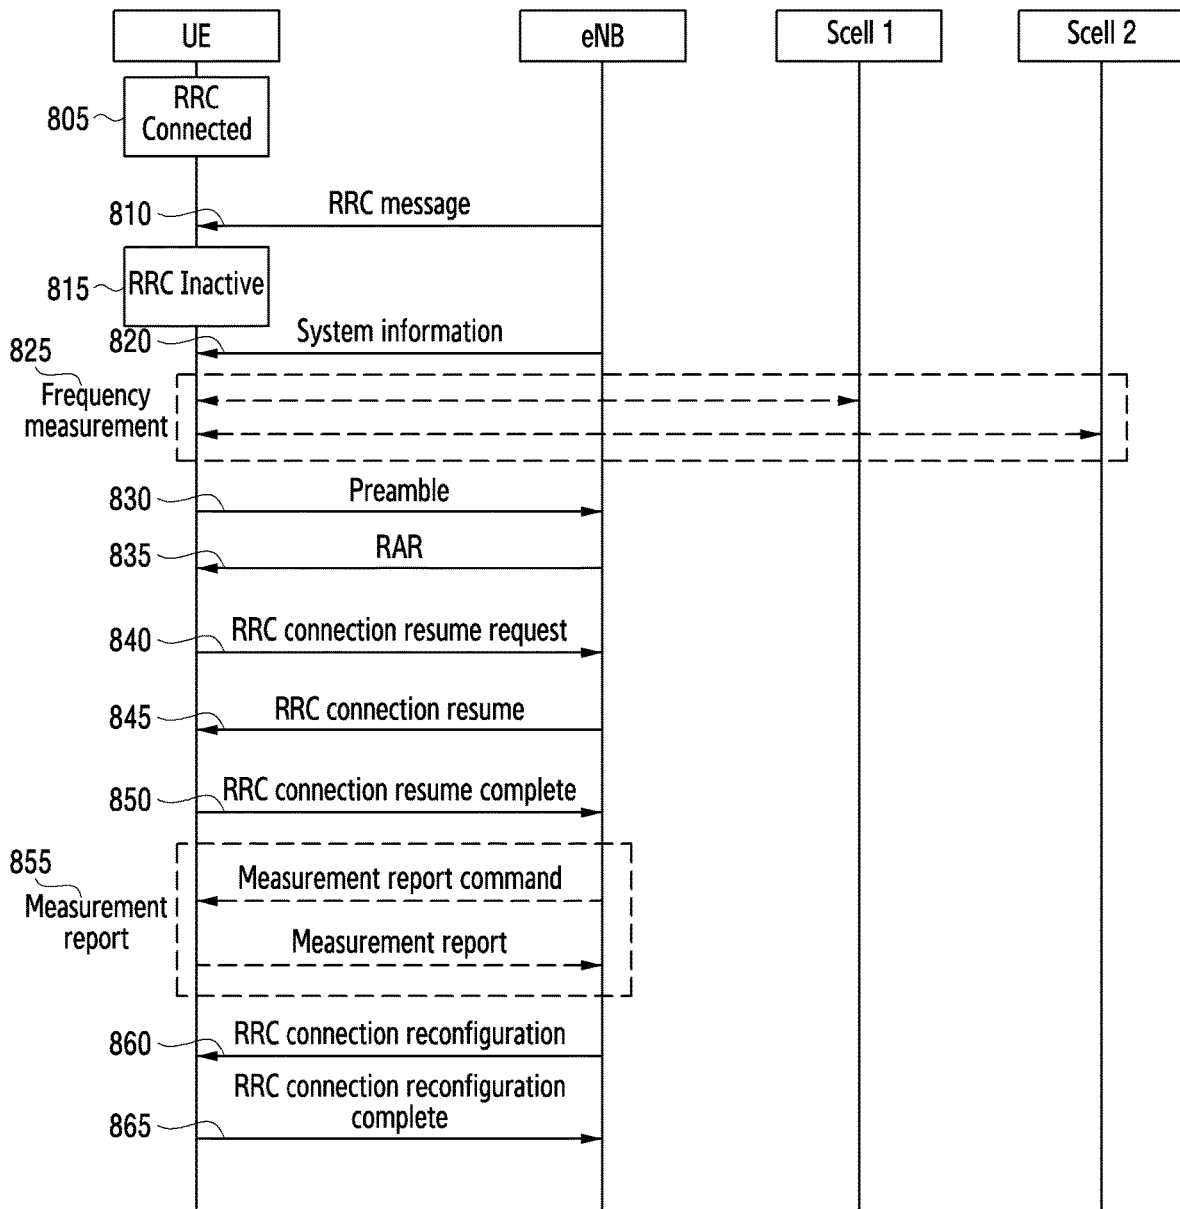 UE
eNB
Scell 1
Scell 2
RRC
Connected
805
RRC message
810
RRC Inactive
815
System information
820
825
Frequency
measurement
Preamble
830
RAR
835
RRC connection resume request
840
RRC connection resume
845
RRC connection resume complete
850
855
Measurement
report
Measurement report command
Measurement report
RRC connection reconfiguration
860
RRC connection reconfiguration
complete
865